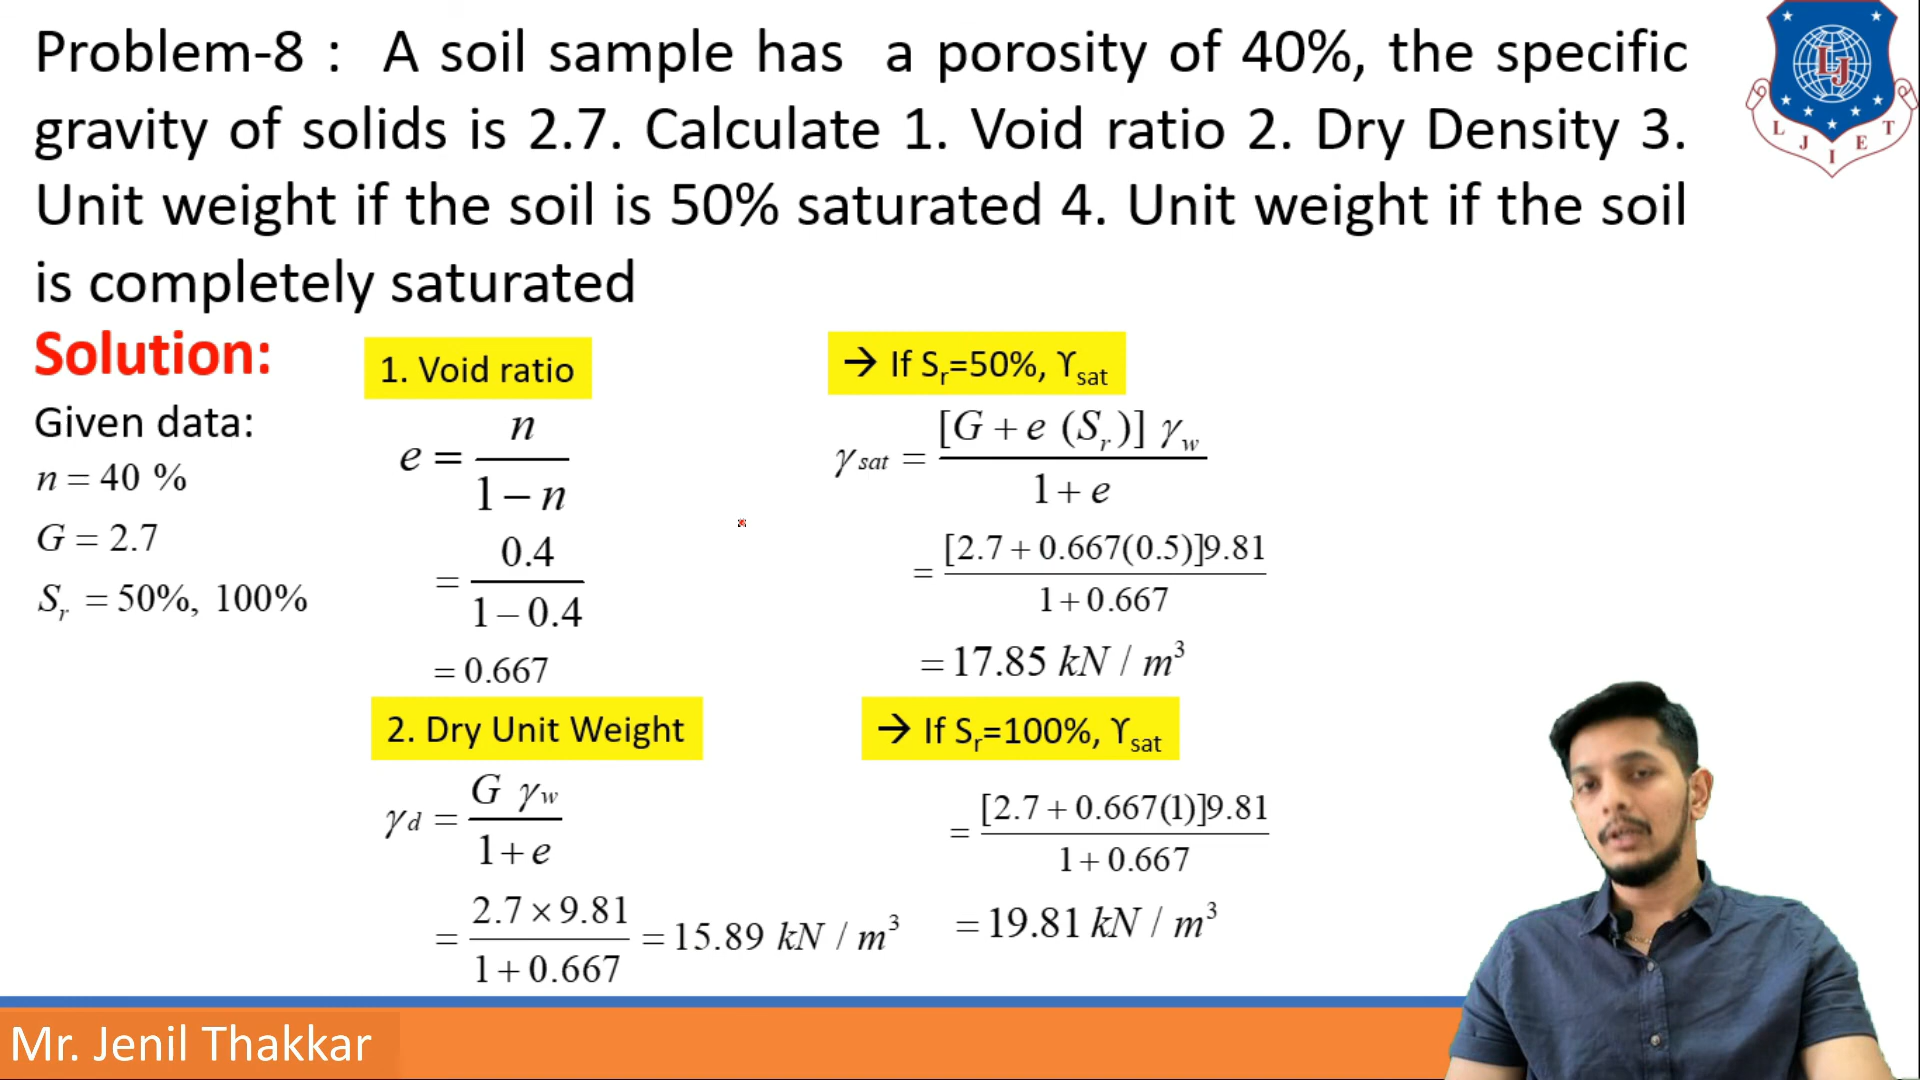 Problem-8 : A soil sample has a porosity of 40%, the specific
gravity of solids is 2.7. Calculate 1. Void ratio 2. Dry Density 3.
Unit weight if the soil is 50% saturated 4. Unit weight if the soil
is completely saturated
L J I E T
Solution:
Given data:
n = 40 %
G = 2.7
Sᵣ = 50%, 100%
1. Void ratio
e = n / (1 − n)
= 0.4 / (1 − 0.4)
= 0.667
2. Dry Unit Weight
γd = G γw / (1 + e)
= (2.7 × 9.81) / (1 + 0.667) = 15.89 kN / m³
→ If Sᵣ=50%, ϒsat
γsat = [G + e (Sᵣ)] γw / (1 + e)
= [2.7 + 0.667(0.5)]9.81 / (1 + 0.667)
= 17.85 kN / m³
→ If Sᵣ=100%, ϒsat
= [2.7 + 0.667(1)]9.81 / (1 + 0.667)
= 19.81 kN / m³
Mr. Jenil Thakkar